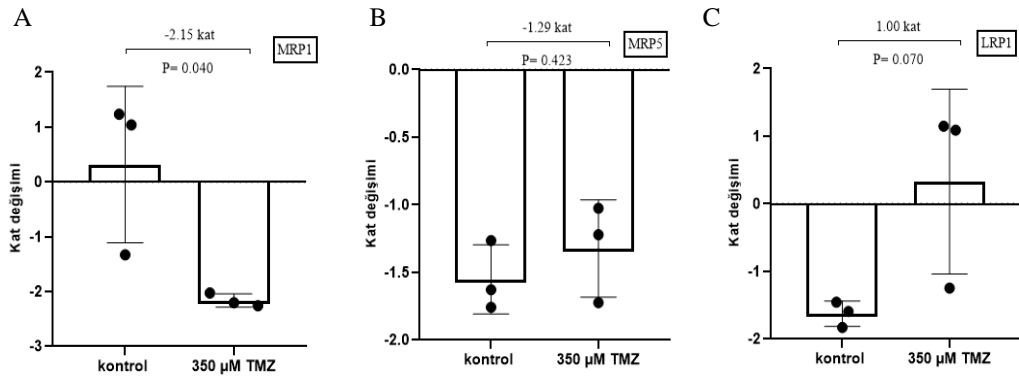 A
-2.15 kat
MRP1
P= 0.040
Kat değişimi
2
1
0
-1
-2
-3
kontrol
350 µM TMZ
B
-1.29 kat
MRP5
P= 0.423
Kat değişimi
0.0
-0.5
-1.0
-1.5
-2.0
kontrol
350 µM TMZ
C
1.00 kat
LRP1
P= 0.070
Kat değişimi
2
1
0
-1
-2
kontrol
350 µM TMZ